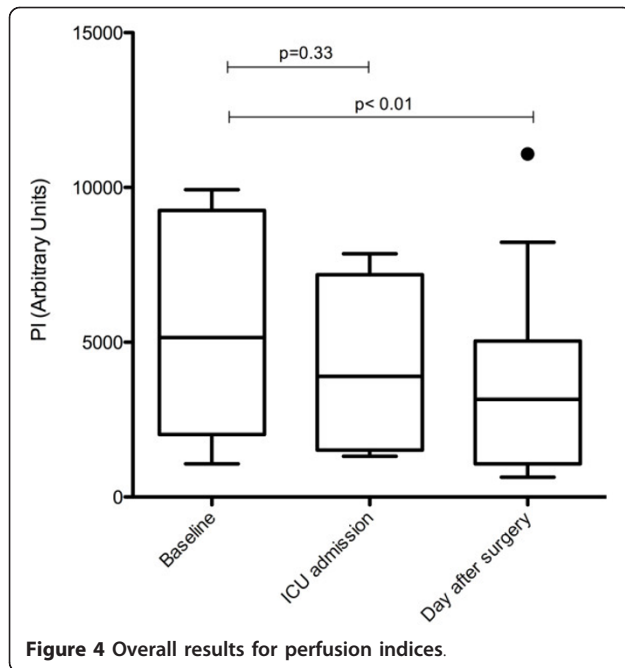 15000
p=0.33
p< 0.01
10000
PI (Arbitrary Units)
5000
0
Baseline
ICU admission
Day after surgery
Figure 4 Overall results for perfusion indices.